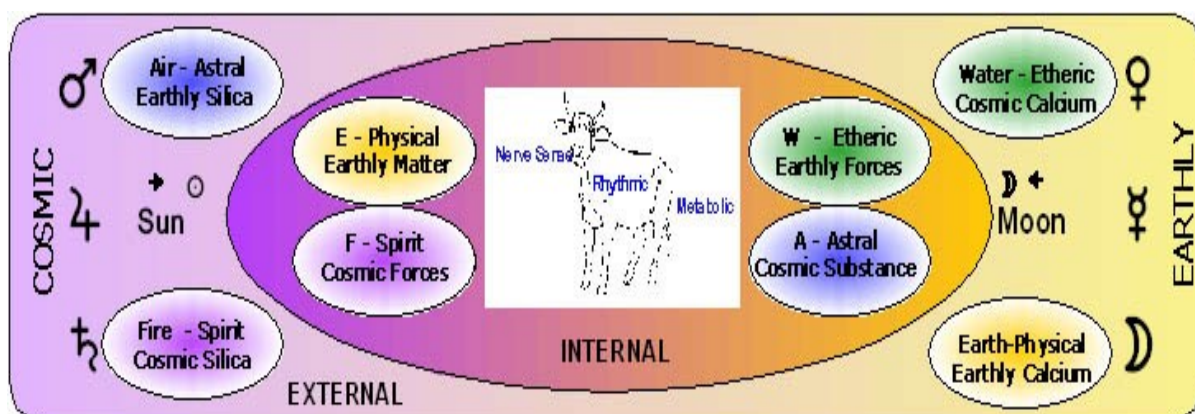 COSMIC
Air - Astral
Earthly Silica
Sun
Fire - Spirit
Cosmic Silica
EXTERNAL
E - Physical
Earthly Matter
F - Spirit
Cosmic Forces
Nerve Sense
Rhythmic
Metabolic
INTERNAL
W - Etheric
Earthly Forces
A - Astral
Cosmic Substance
Water - Etheric
Cosmic Calcium
Moon
Earth-Physical
Earthly Calcium
EARTHLY